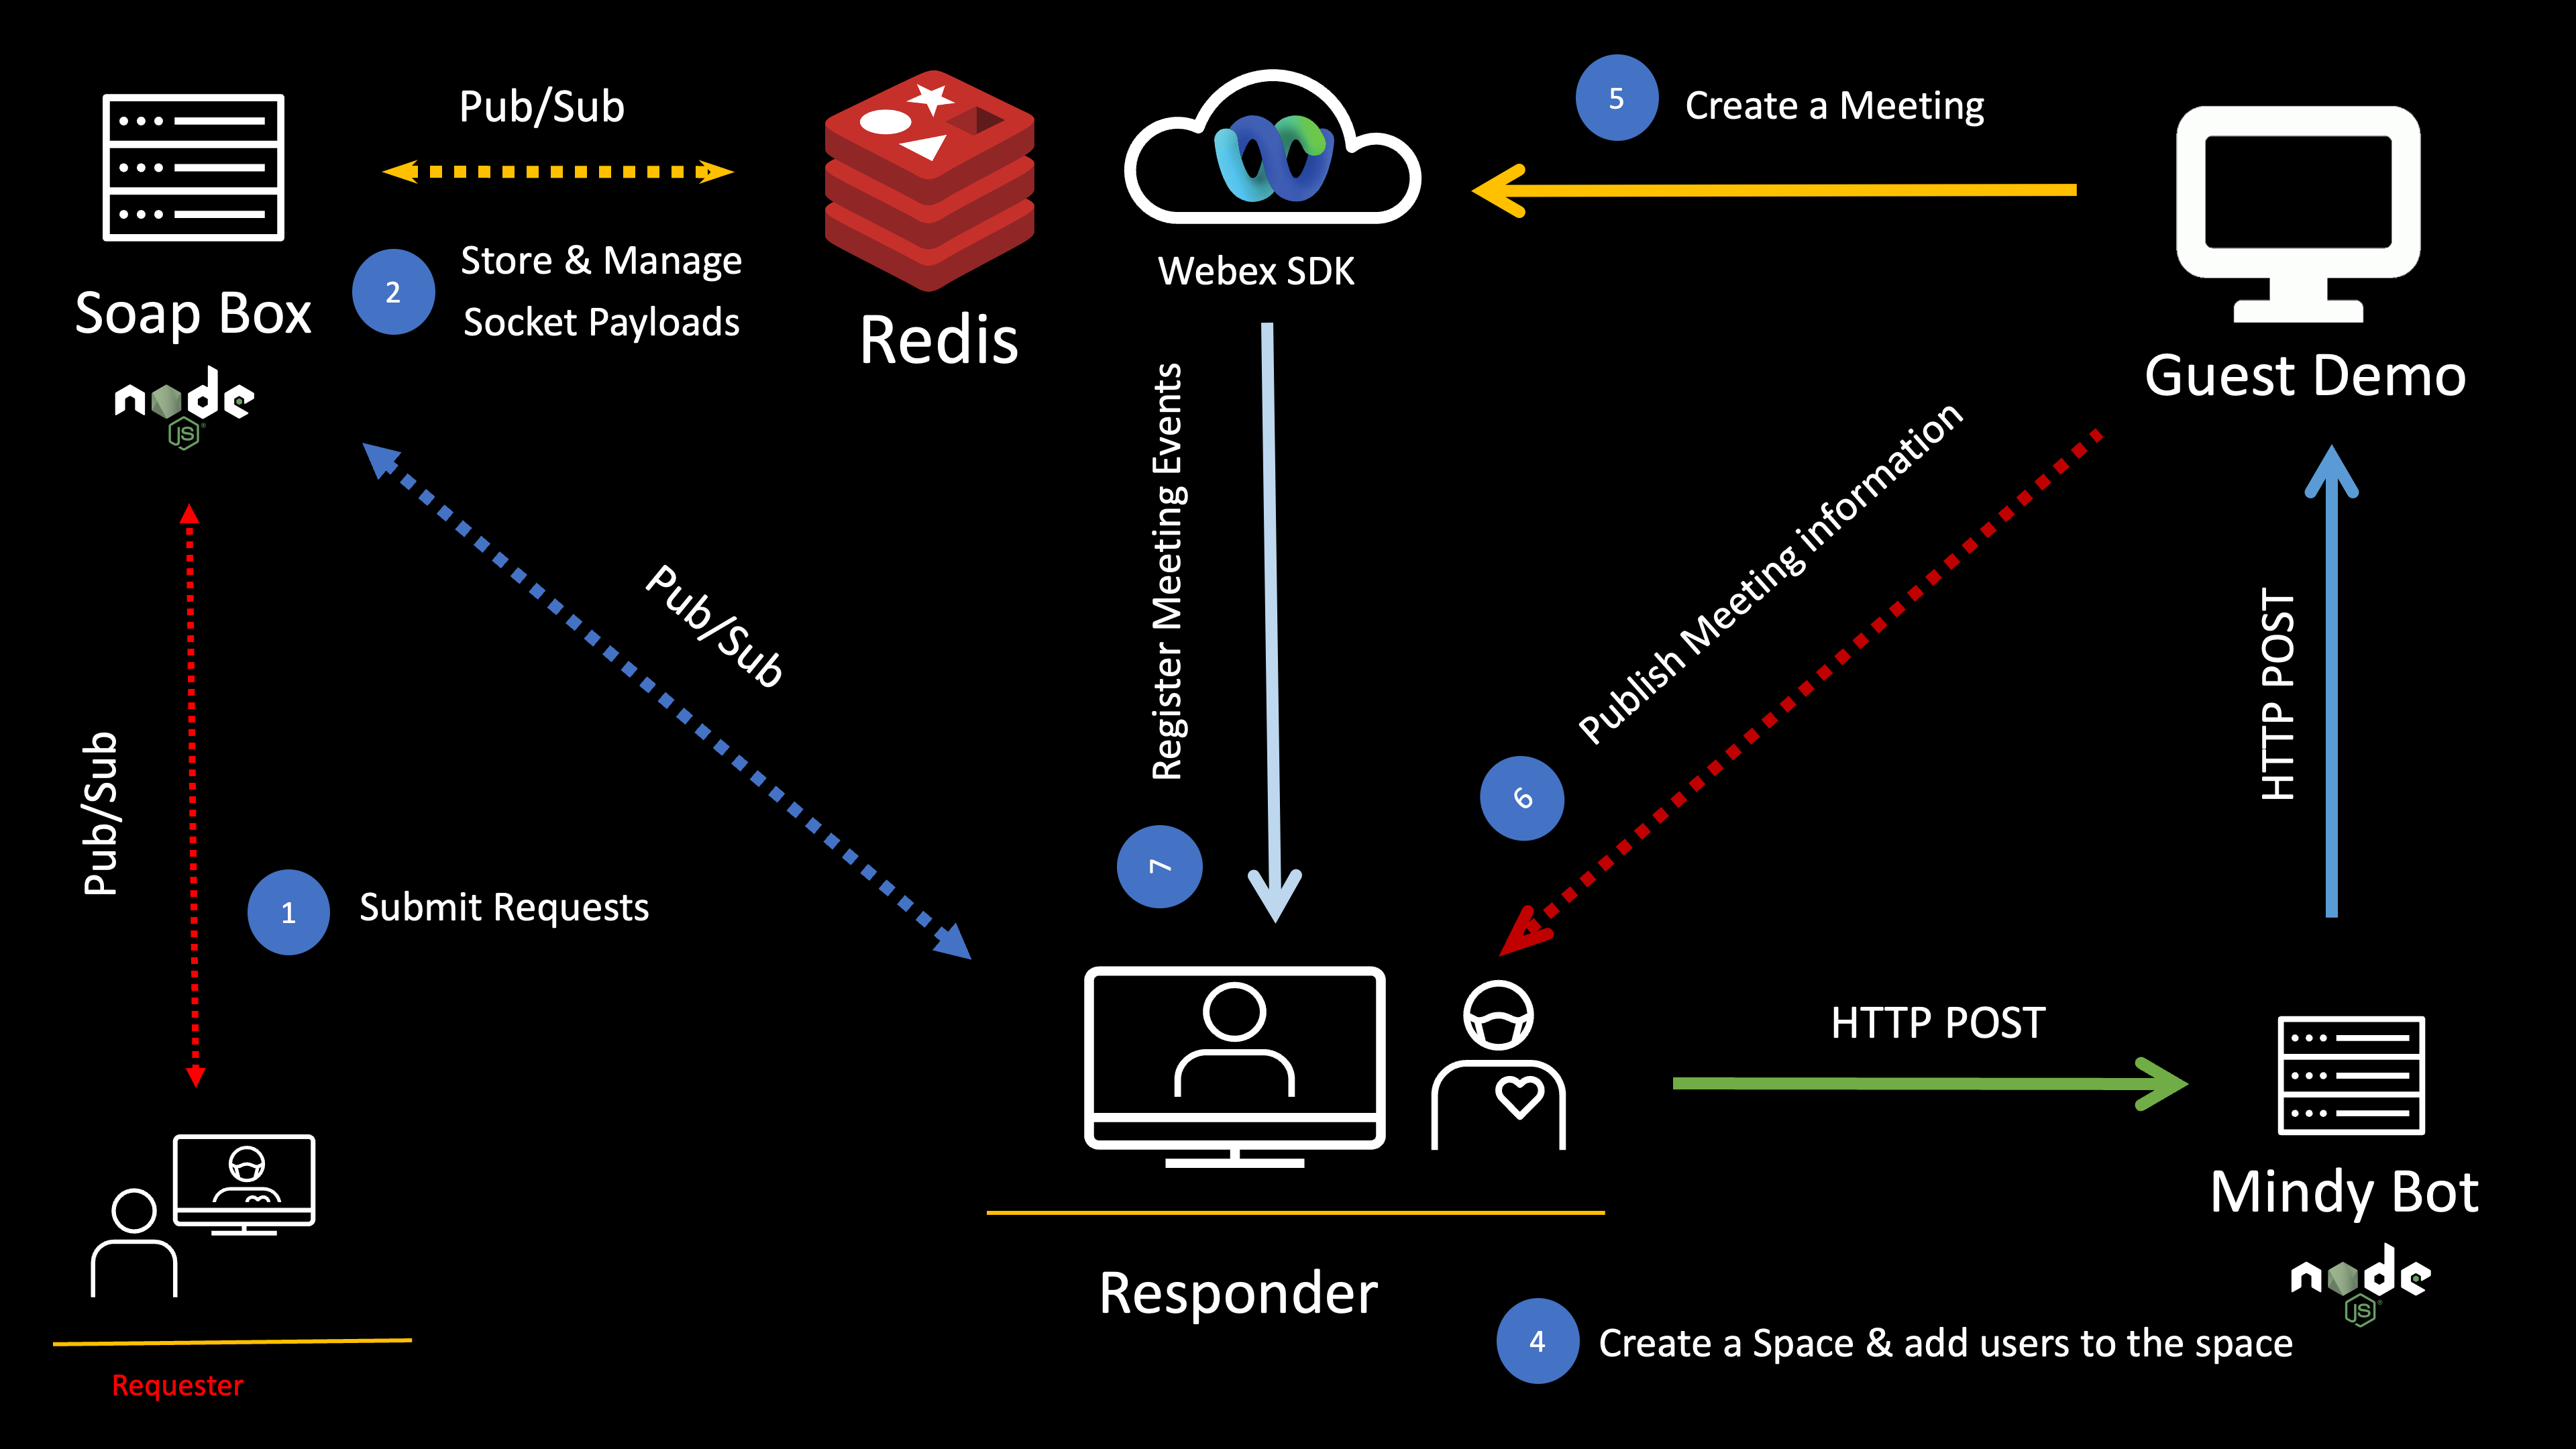 Pub/Sub
5
Create a Meeting
2
Store & Manage
Socket Payloads
Soap Box
node
JS
Redis
Webex SDK
Guest Demo
Register Meeting Events
7
Publish Meeting information
6
Pub/Sub
HTTP POST
Pub/Sub
1
Submit Requests
HTTP POST
Mindy Bot
node
JS
Responder
4
Create a Space & add users to the space
Requester